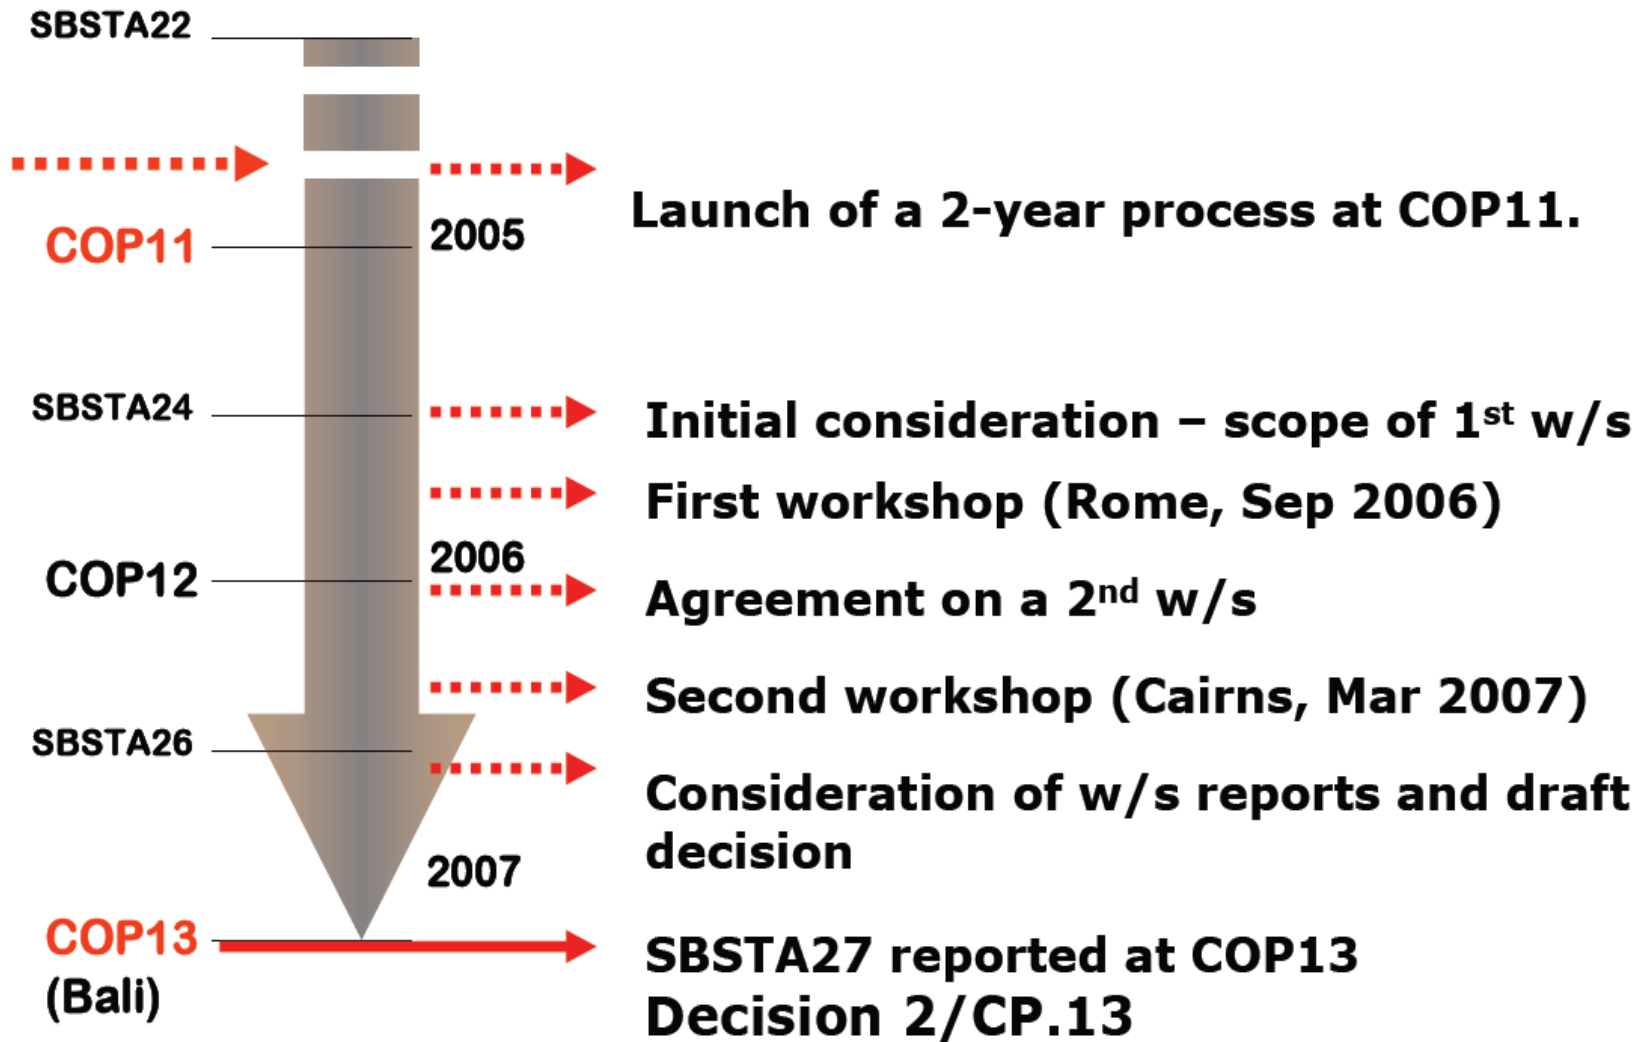 SBSTA22
Launch of a 2-year process at COP11.
COP11
2005
SBSTA24
Initial consideration – scope of 1st w/s
First workshop (Rome, Sep 2006)
2006
COP12
Agreement on a 2nd w/s
Second workshop (Cairns, Mar 2007)
SBSTA26
Consideration of w/s reports and draft
decision
2007
COP13
(Bali)
SBSTA27 reported at COP13
Decision 2/CP.13